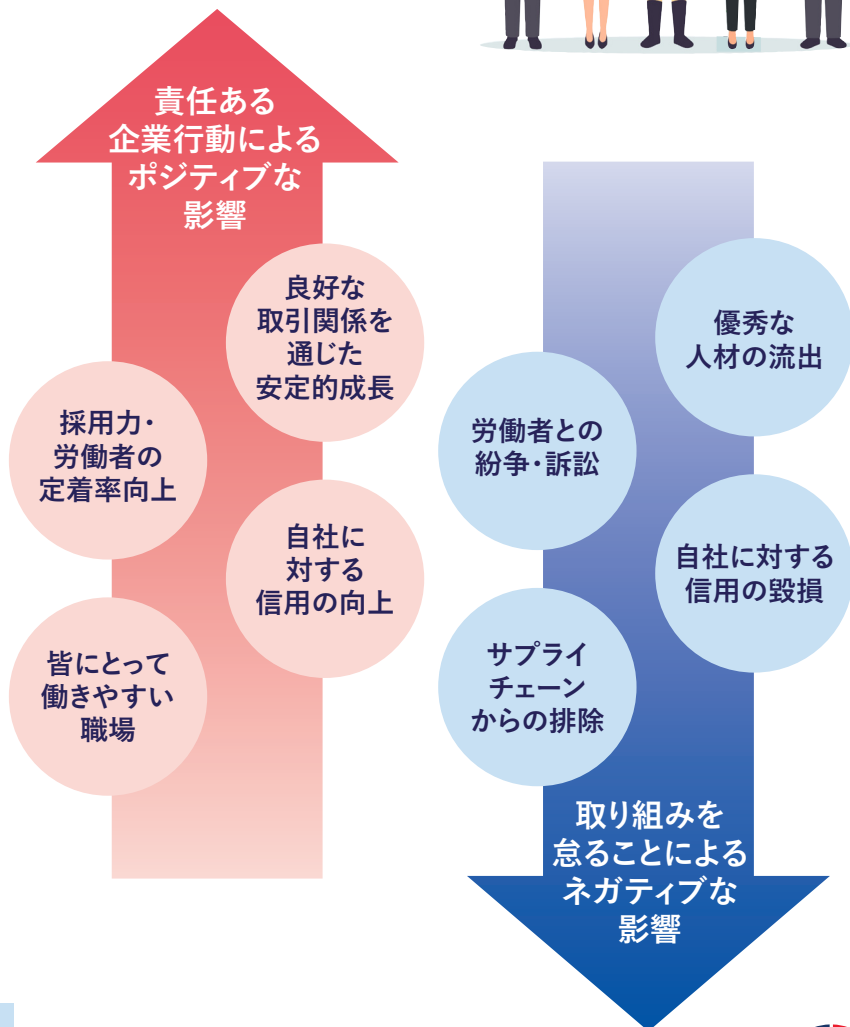 責任ある
企業行動による
ポジティブな
影響
良好な
取引関係を
通じた
安定的成長
採用力・
労働者の
定着率向上
自社に
対する
信用の向上
皆にとって
働きやすい
職場
優秀な
人材の流出
労働者との
紛争・訴訟
自社に対する
信用の毀損
サプライ
チェーン
からの排除
取り組みを
怠ることによる
ネガティブな
影響